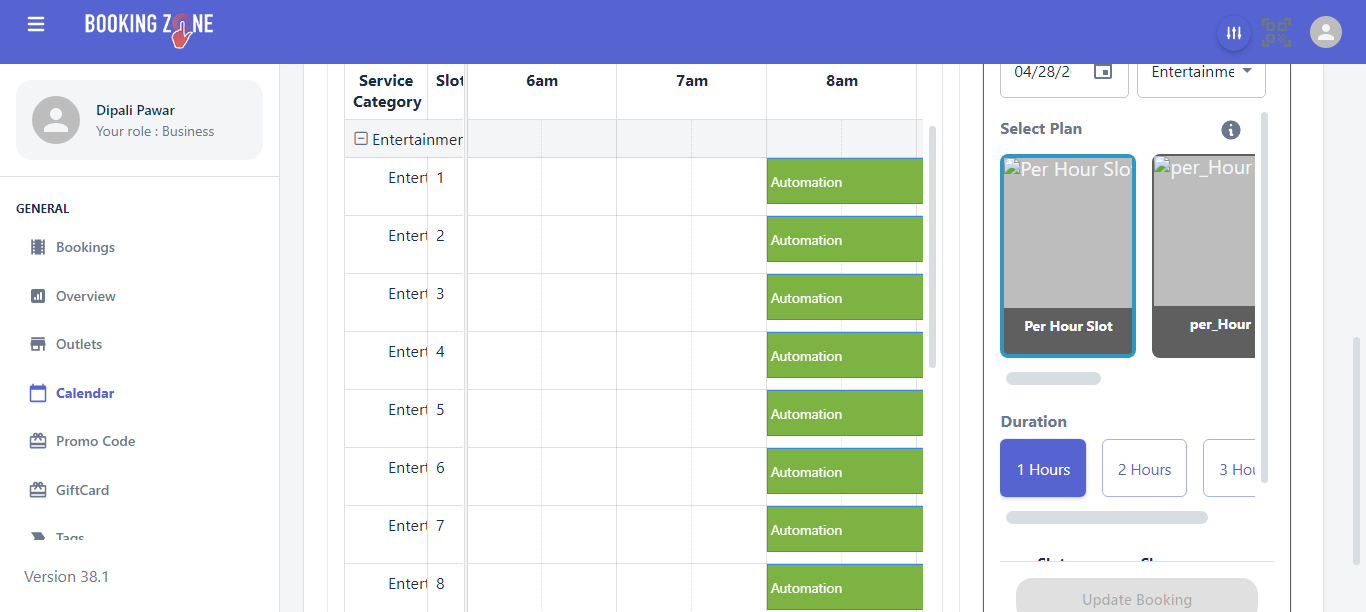 BOOKING ZONE
Dipali Pawar
Your role : Business
GENERAL
Bookings
Overview
Outlets
Calendar
Promo Code
GiftCard
Tags
Version 38.1
Service Category
Slot
6am
7am
8am
Entertainmer
Entert 1
Automation
Entert 2
Automation
Entert 3
Automation
Entert 4
Automation
Entert 5
Automation
Entert 6
Automation
Entert 7
Automation
Entert 8
Automation
04/28/2
Entertainme
Select Plan
Per Hour Slo
per_Hour
Per Hour Slot
per_Hour
Duration
1 Hours
2 Hours
3 Hou
Update Booking